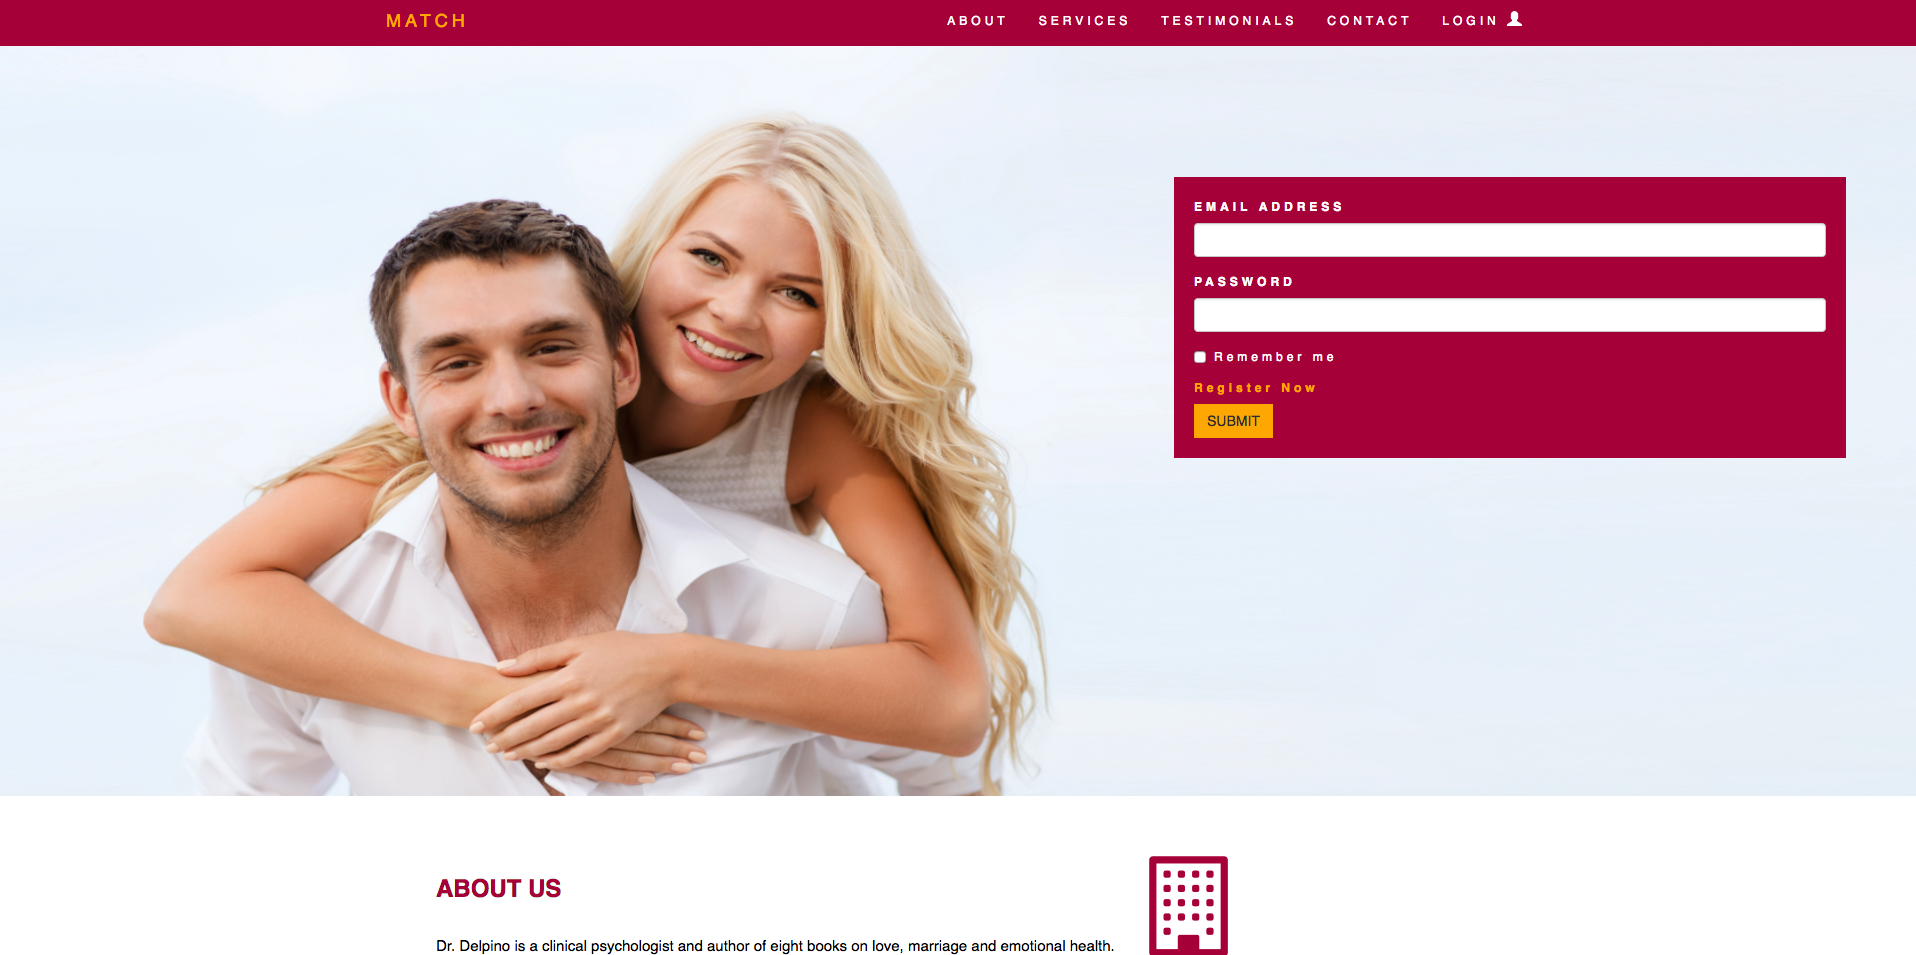 MATCH ABOUT SERVICES TESTIMONIALS CONTACT LOGIN
EMAIL ADDRESS
PASSWORD
Remember me
Register Now
SUBMIT
ABOUT US
Dr. Delpino is a clinical psychologist and author of eight books on love, marriage and emotional health.